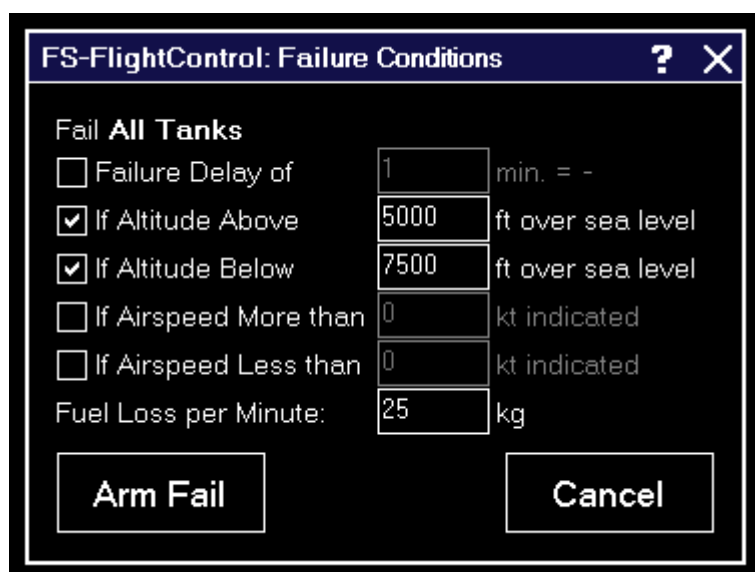 FS-FlightControl: Failure Conditions ? X
Fail All Tanks
Failure Delay of 1 min. = -
If Altitude Above 5000 ft over sea level
If Altitude Below 7500 ft over sea level
If Airspeed More than 0 kt indicated
If Airspeed Less than 0 kt indicated
Fuel Loss per Minute: 25 kg
Arm Fail Cancel